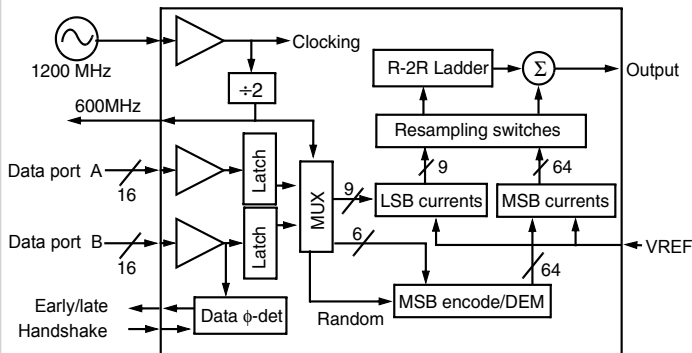 1200 MHz
Clocking
÷2
600MHz
R-2R Ladder
Σ
Output
Resampling switches
9
64
Data port A
16
Latch
MUX
9
LSB currents
MSB currents
Data port B
16
Latch
6
VREF
64
Early/late
Handshake
Data ϕ-det
Random
MSB encode/DEM